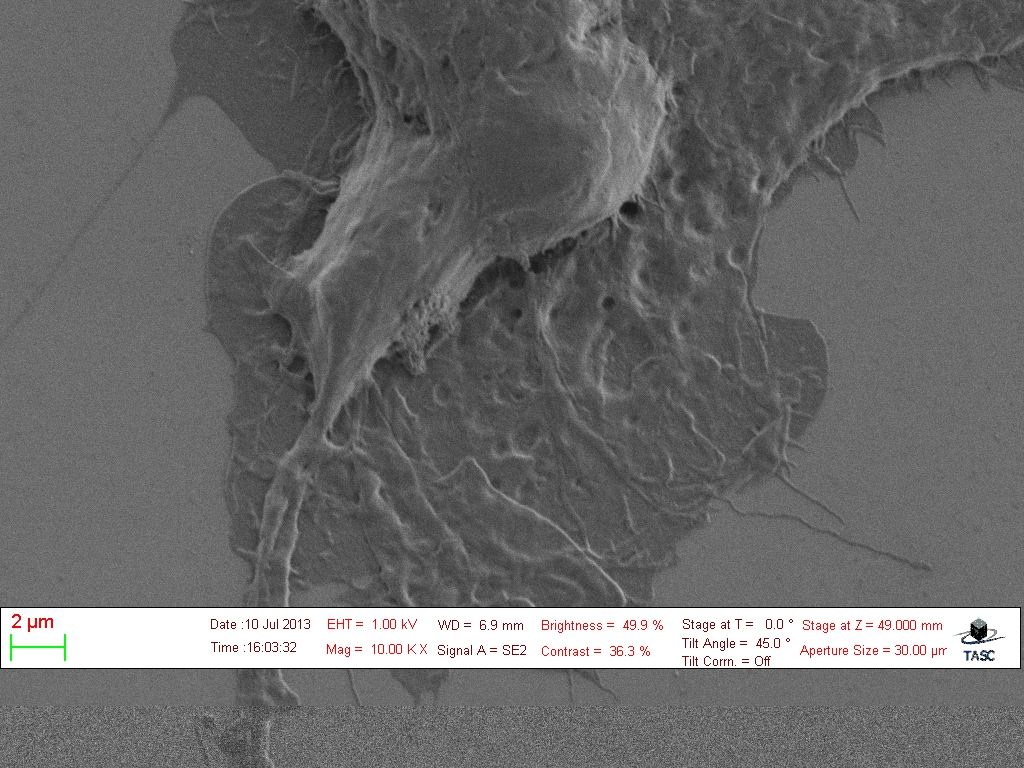 2 µm
Date :10 Jul 2013 EHT = 1.00 kV WD = 6.9 mm Brightness = 49.9 % Stage at T = 0.0 ° Stage at Z = 49.000 mm
Time :16:03:32 Mag = 10.00 K X Signal A = SE2 Contrast = 36.3 % Tilt Angle = 45.0 ° Aperture Size = 30.00 µm
Tilt Corrn. = Off
TASC